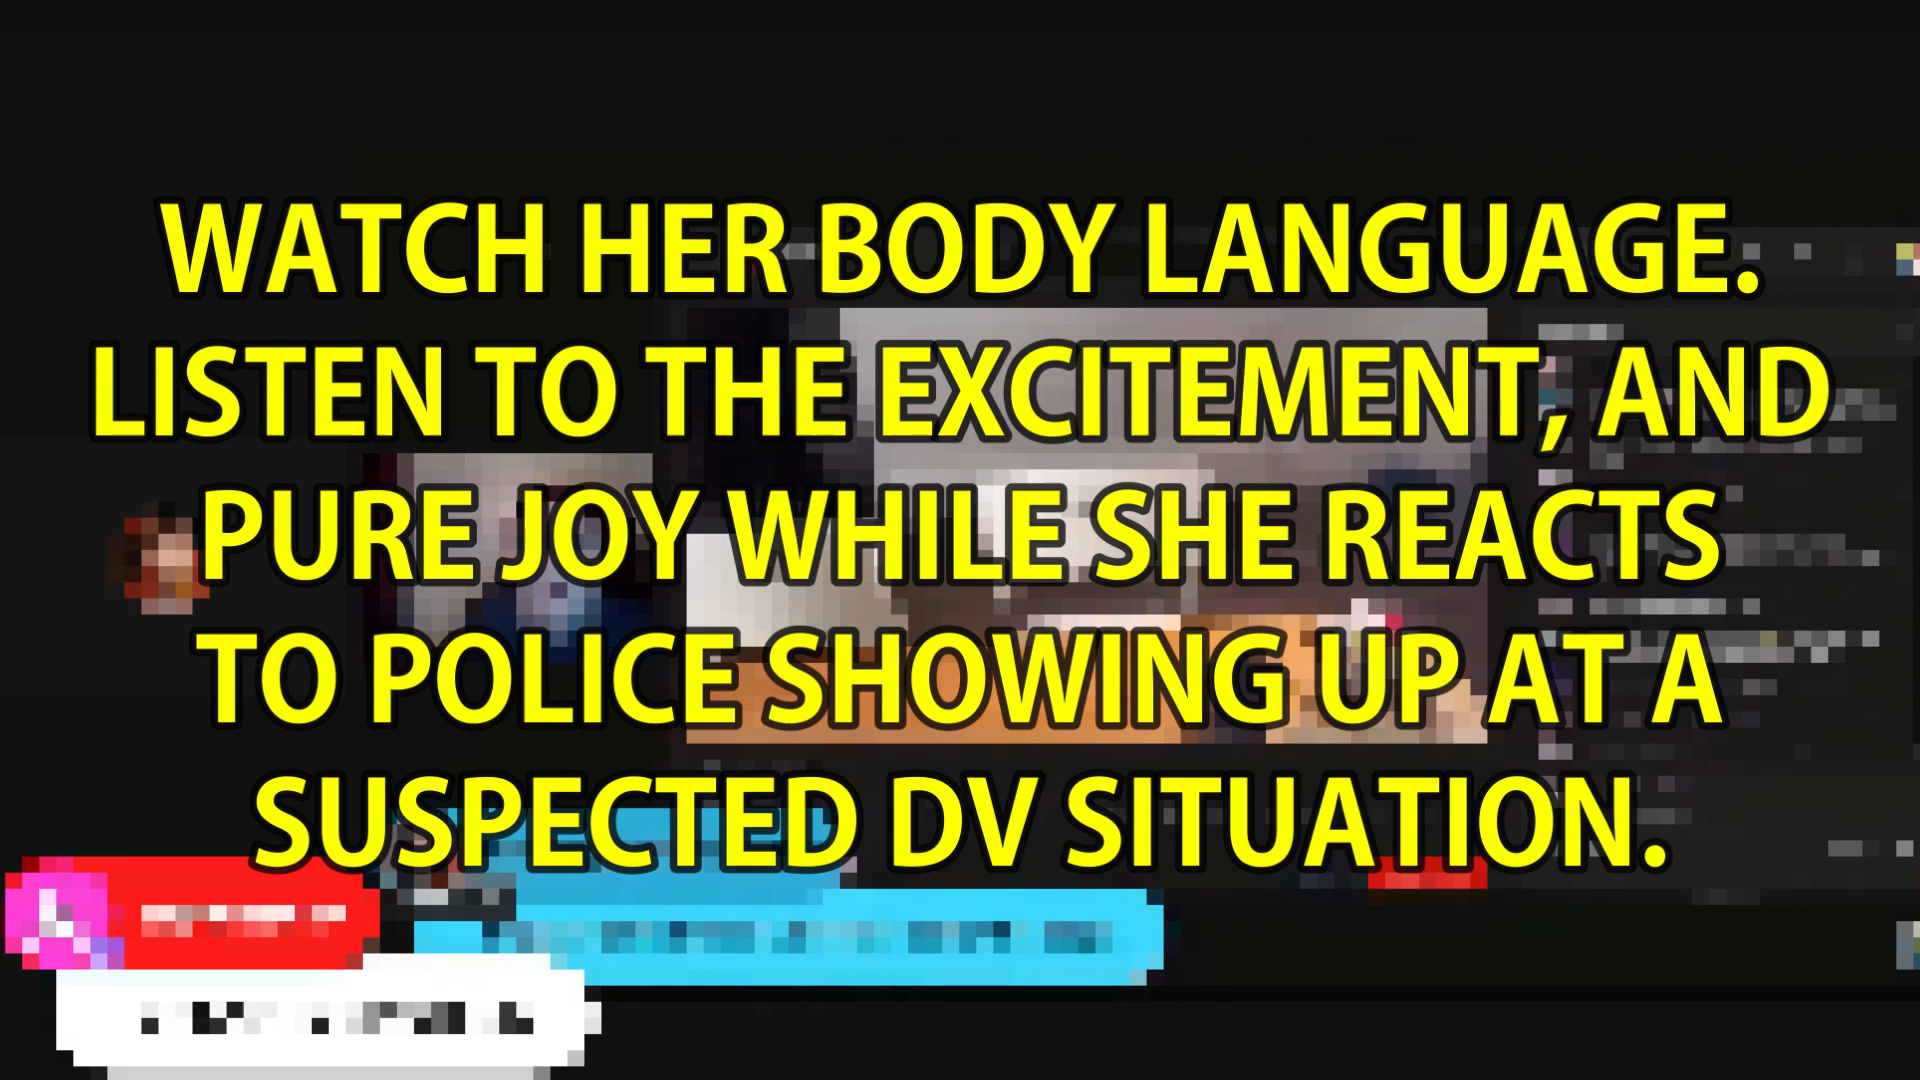 WATCH HER BODY LANGUAGE.
LISTEN TO THE EXCITEMENT, AND
PURE JOY WHILE SHE REACTS
TO POLICE SHOWING UP AT A
SUSPECTED DV SITUATION.